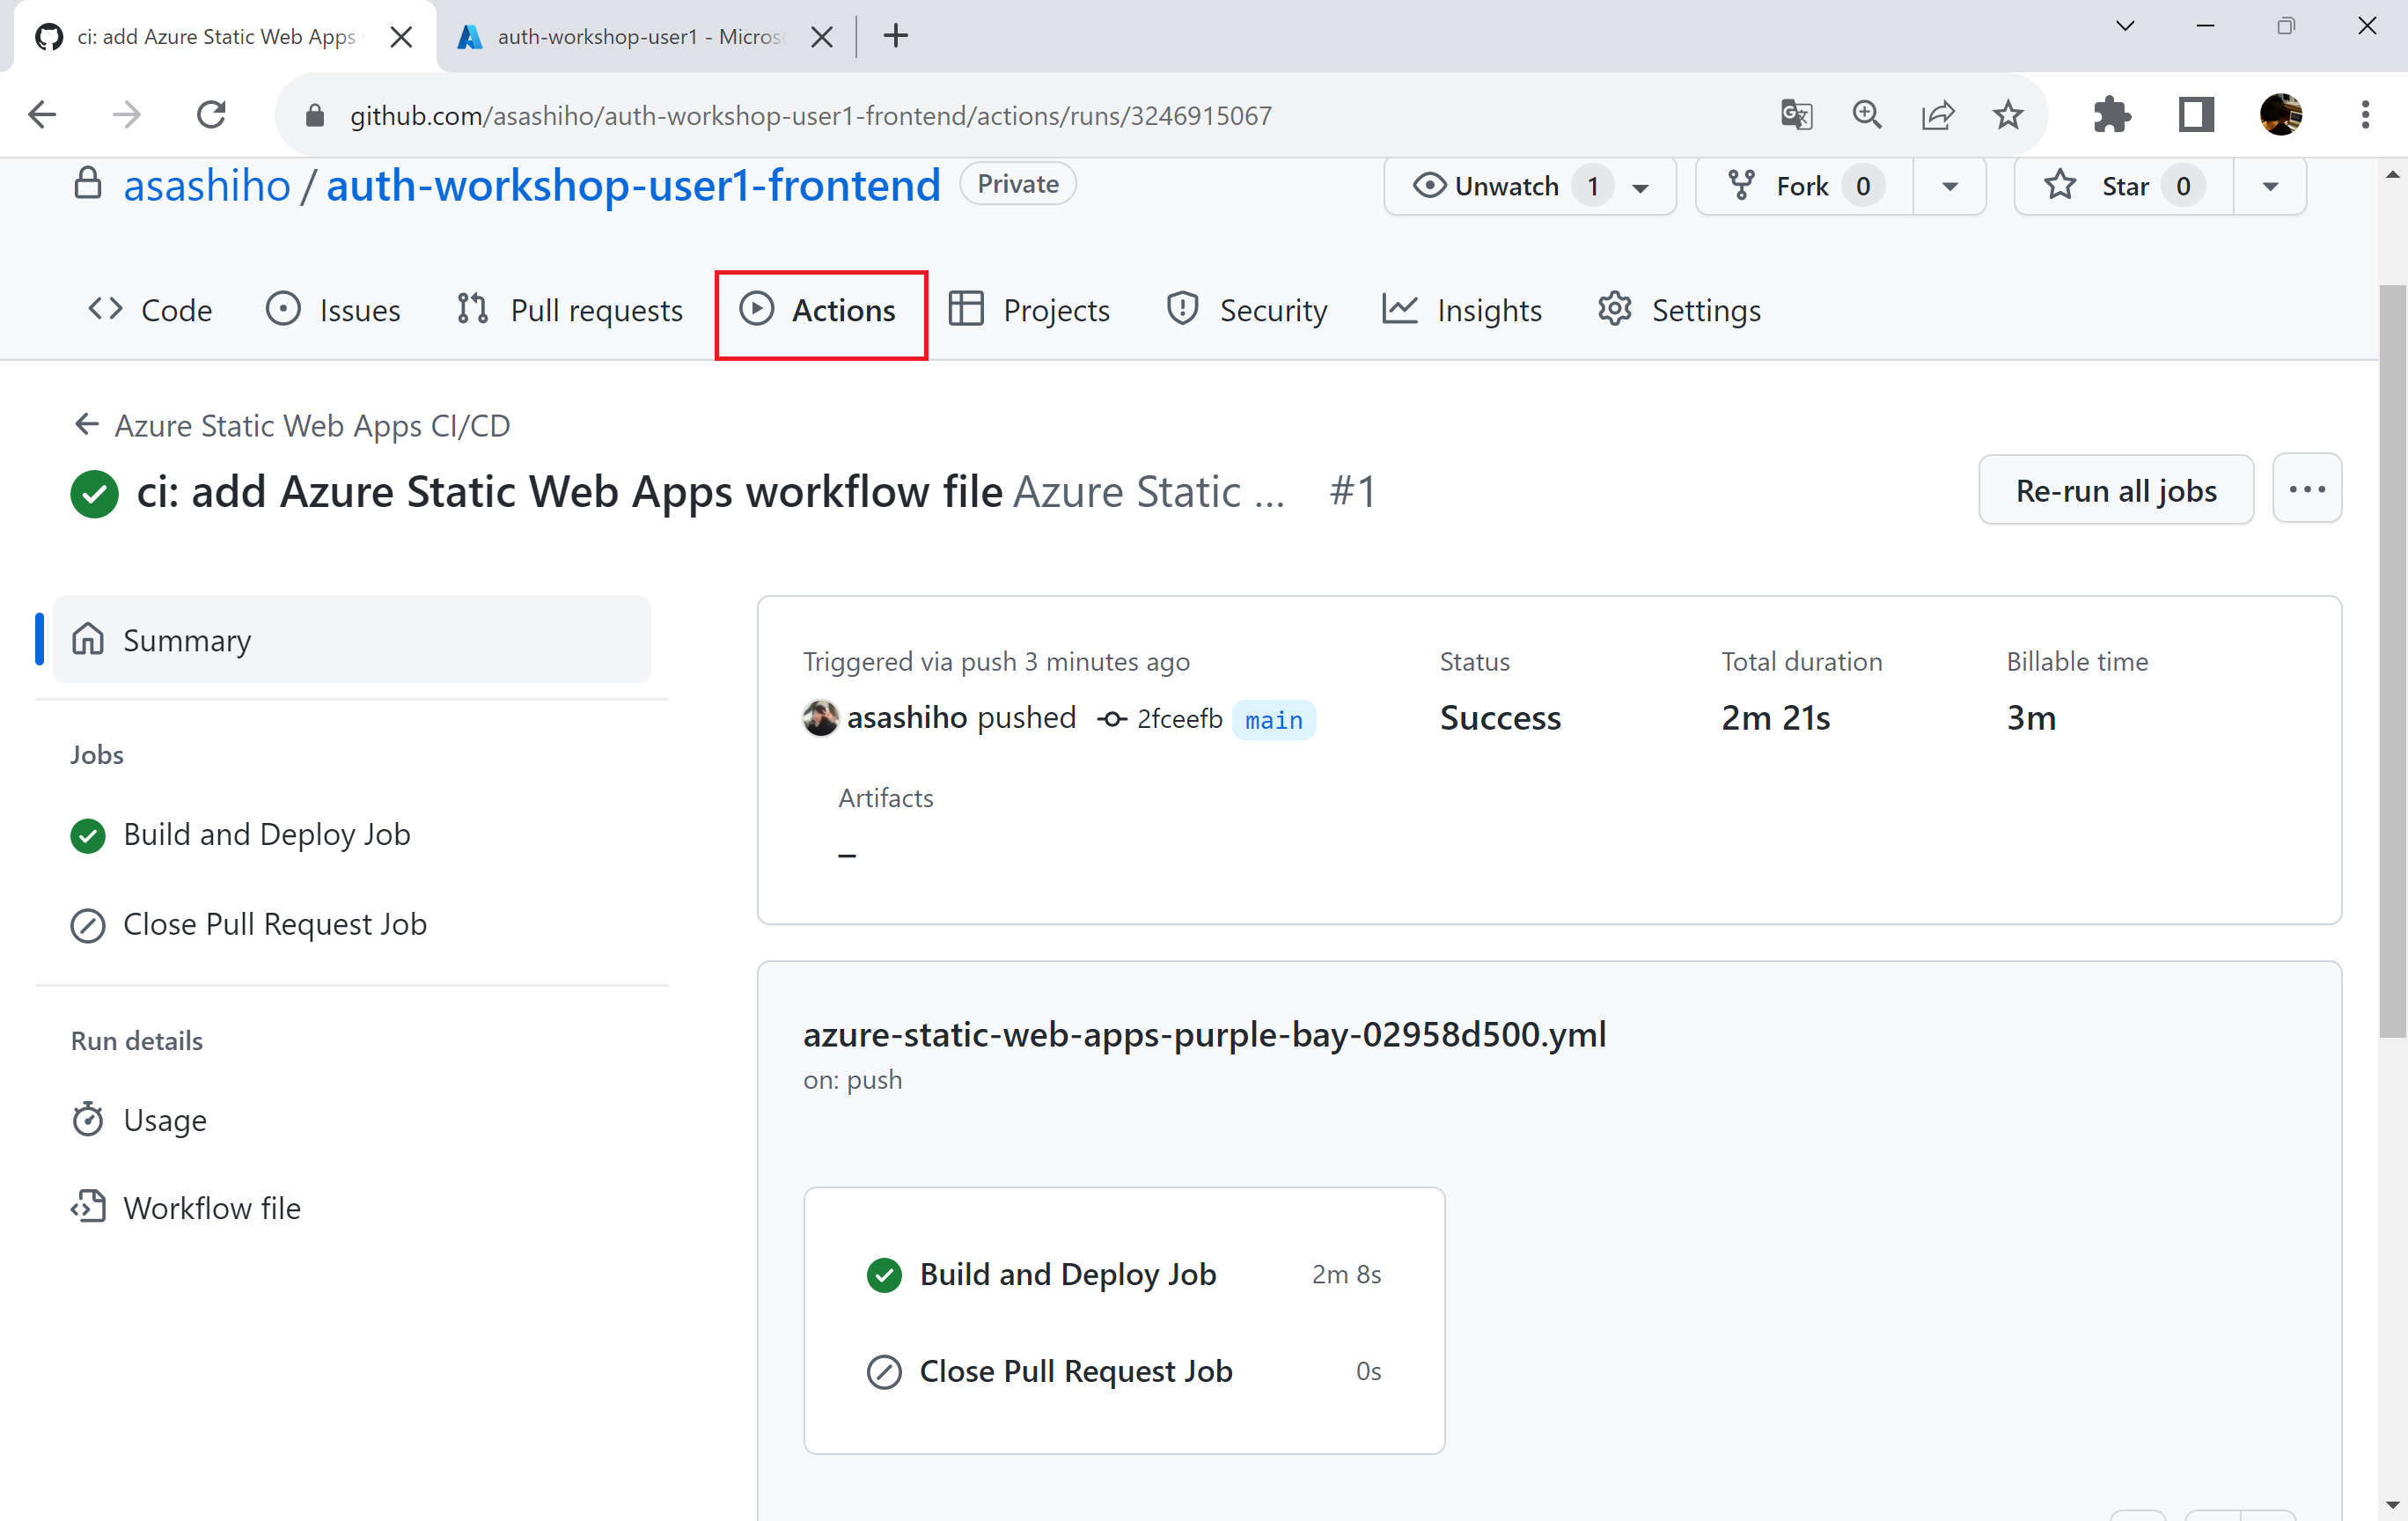 ci: add Azure Static Web Apps
auth-workshop-user1 - Micros
github.com/asashiho/auth-workshop-user1-frontend/actions/runs/3246915067
asashiho / auth-workshop-user1-frontend Private
Unwatch 1
Fork 0
Star 0
Code
Issues
Pull requests
Actions
Projects
Security
Insights
Settings
Azure Static Web Apps CI/CD
ci: add Azure Static Web Apps workflow file Azure Static ... #1
Re-run all jobs
Summary
Jobs
Build and Deploy Job
Close Pull Request Job
Run details
Usage
Workflow file
Triggered via push 3 minutes ago
asashiho pushed 2fceefb main
Status
Success
Total duration
2m 21s
Billable time
3m
Artifacts
–
azure-static-web-apps-purple-bay-02958d500.yml
on: push
Build and Deploy Job 2m 8s
Close Pull Request Job 0s